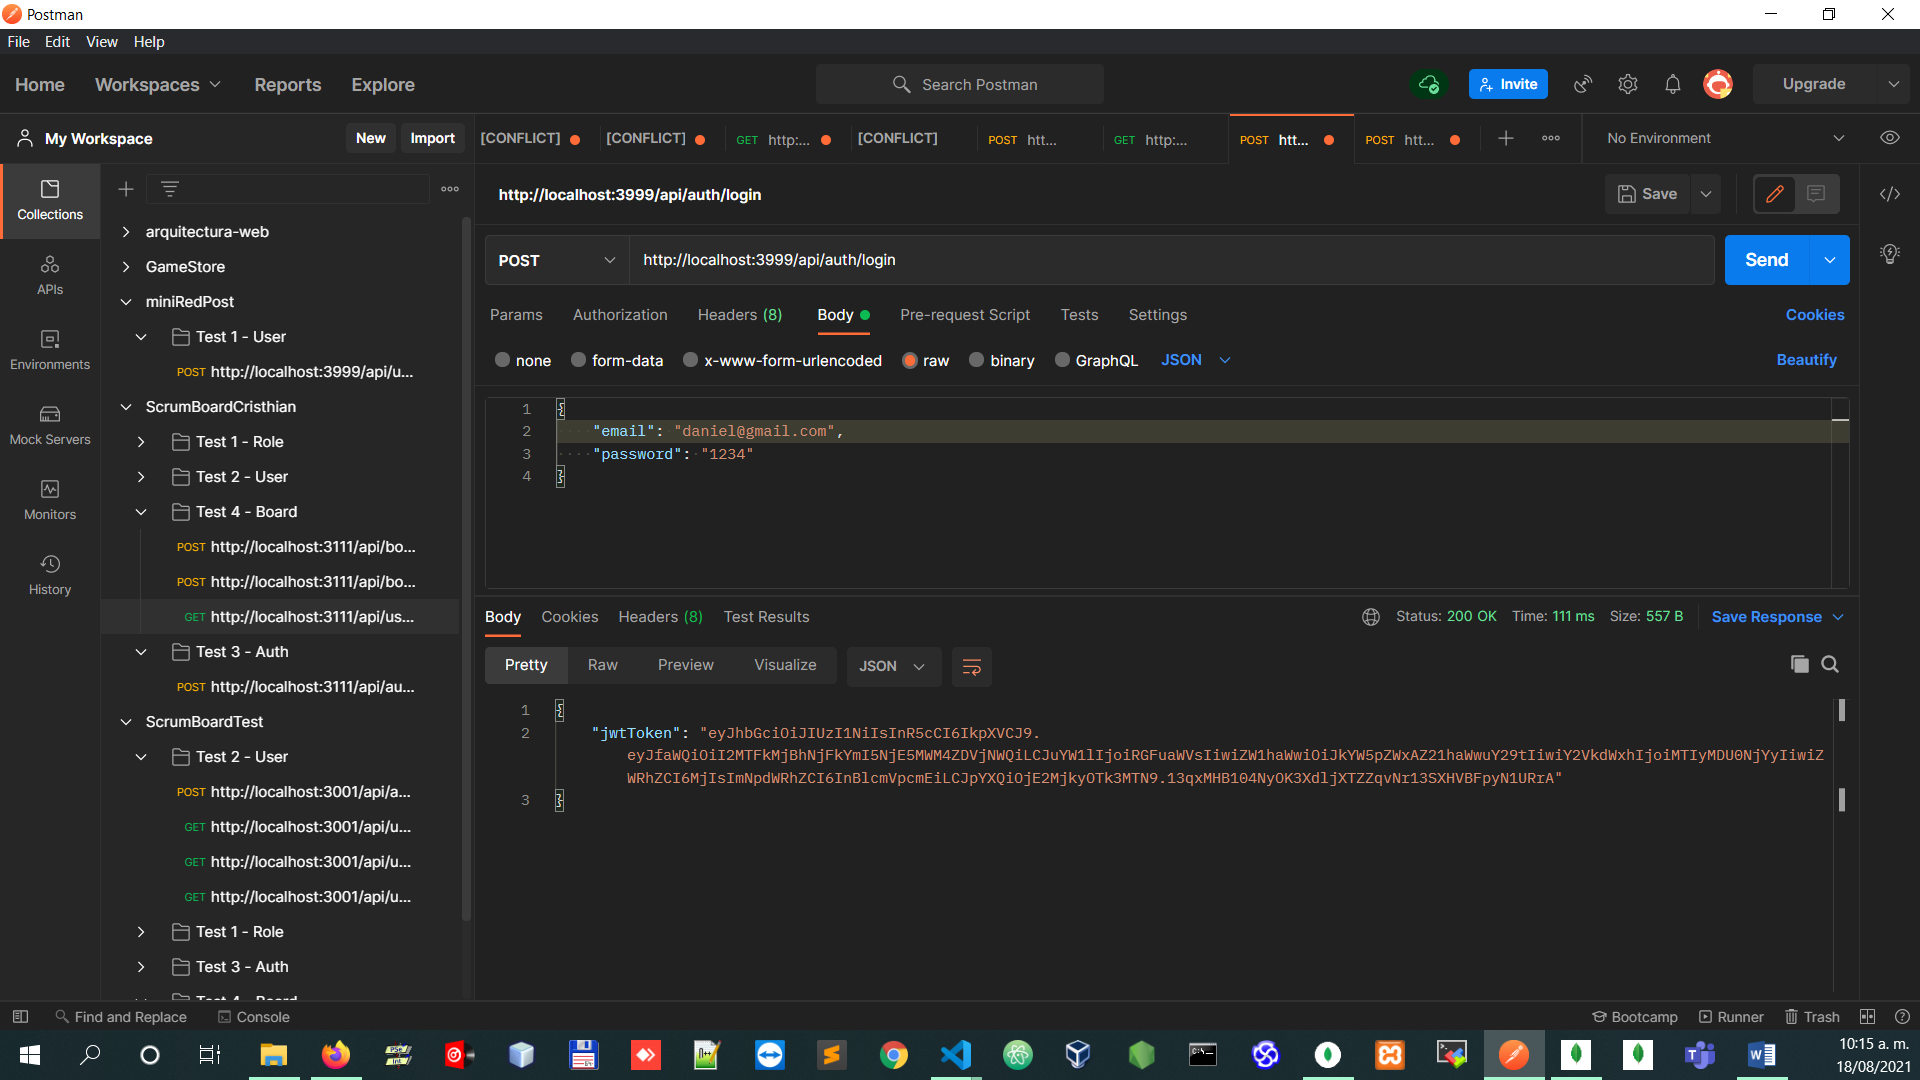 Postman
File Edit View Help
Home Workspaces Reports Explore
Search Postman
Invite
Upgrade
My Workspace
New
Import
[CONFLICT]
[CONFLICT]
GET http:...
[CONFLICT]
POST htt...
GET http:...
POST htt...
POST htt...
No Environment
Collections
APIs
Environments
Mock Servers
Monitors
History
arquitectura-web
GameStore
miniRedPost
Test 1 - User
POST http://localhost:3999/api/u...
ScrumBoardCristhian
Test 1 - Role
Test 2 - User
Test 4 - Board
POST http://localhost:3111/api/bo...
POST http://localhost:3111/api/bo...
GET http://localhost:3111/api/us...
Test 3 - Auth
POST http://localhost:3111/api/au...
ScrumBoardTest
Test 2 - User
POST http://localhost:3001/api/a...
GET http://localhost:3001/api/u...
GET http://localhost:3001/api/u...
GET http://localhost:3001/api/u...
Test 1 - Role
Test 3 - Auth
Test 4 - Board
http://localhost:3999/api/auth/login
Save
POST http://localhost:3999/api/auth/login
Send
Params Authorization Headers (8) Body Pre-request Script Tests Settings
Cookies
none form-data x-www-form-urlencoded raw binary GraphQL JSON
Beautify
1 {
2 "email": "daniel@gmail.com",
3 "password": "1234"
4 }
Body Cookies Headers (8) Test Results
Status: 200 OK Time: 111 ms Size: 557 B Save Response
Pretty Raw Preview Visualize JSON
1 {
2 "jwtToken": "eyJhbGciOiJIUzI1NiIsInR5cCI6IkpXVCJ9.
eyJfaWQiOiI2MTFkMjBhNjFkYmI5NjE5MWM4ZDVjNWQiLCJuYW1lIjoiRGFuaWVsIiwiZW1haWwiOiJkYW5pZWxAZ21haWwuY29tIiwiY2VkdWxhIjoiMTIyMDU0NjYyIiwiZ
WRhZCI6MjIsImNpdWRhZCI6InBlcmVpcmEiLCJpYXQiOjE2MjkyOTk3MTN9.13qxMHB104NyOK3XdljXTZZqvNr13SXHVBFpyN1URrA"
3 }
Find and Replace
Console
Bootcamp
Runner
Trash
10:15 a. m.
18/08/2021